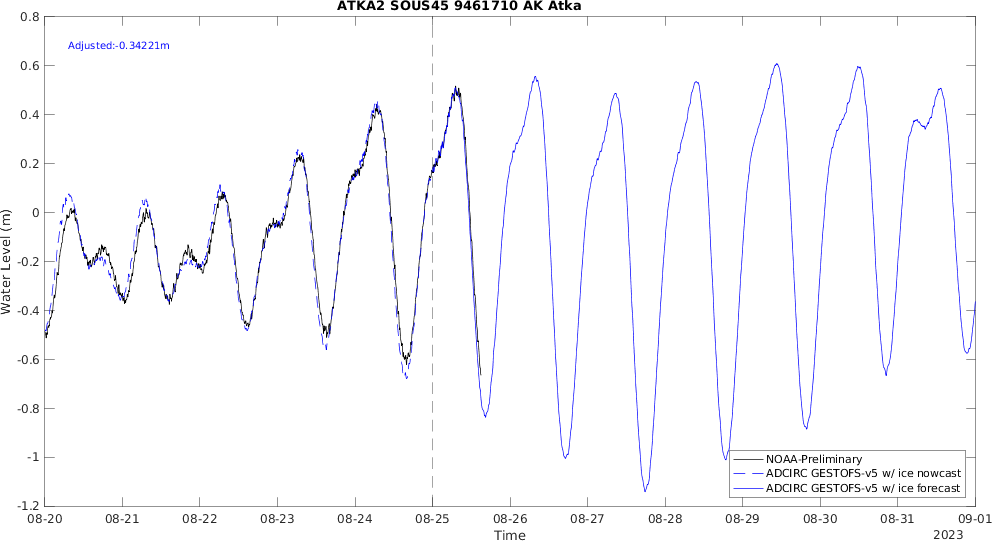 ATKA2 SOUS45 9461710 AK Atka
0.8
Adjusted:-0.34221m
0.6
0.4
0.2
0
-0.2
-0.4
-0.6
-0.8
-1
-1.2
Water Level (m)
NOAA-Preliminary
ADCIRC GESTOFS-v5 w/ ice nowcast
ADCIRC GESTOFS-v5 w/ ice forecast
08-20 08-21 08-22 08-23 08-24 08-25 08-26 08-27 08-28 08-29 08-30 08-31 09-01
Time
2023